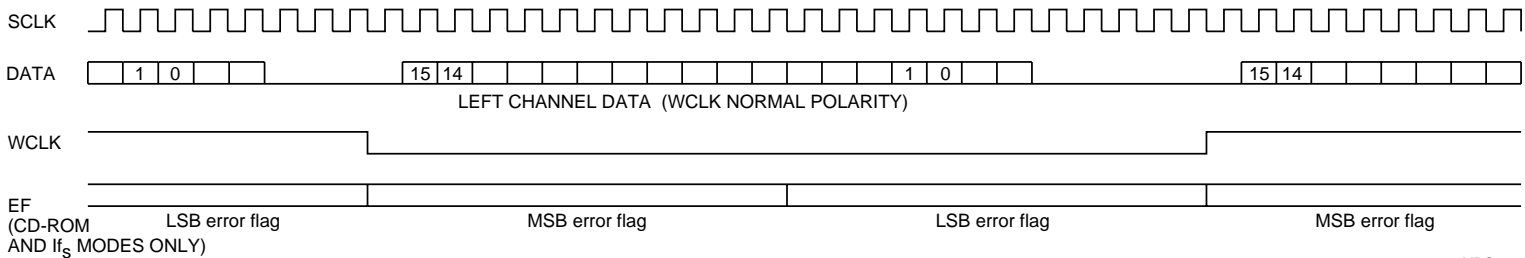 SCLK
DATA
1 0
15 14
1 0
15 14
LEFT CHANNEL DATA (WCLK NORMAL POLARITY)
WCLK
EF
(CD-ROM
AND Ifs MODES ONLY)
LSB error flag
MSB error flag
LSB error flag
MSB error flag